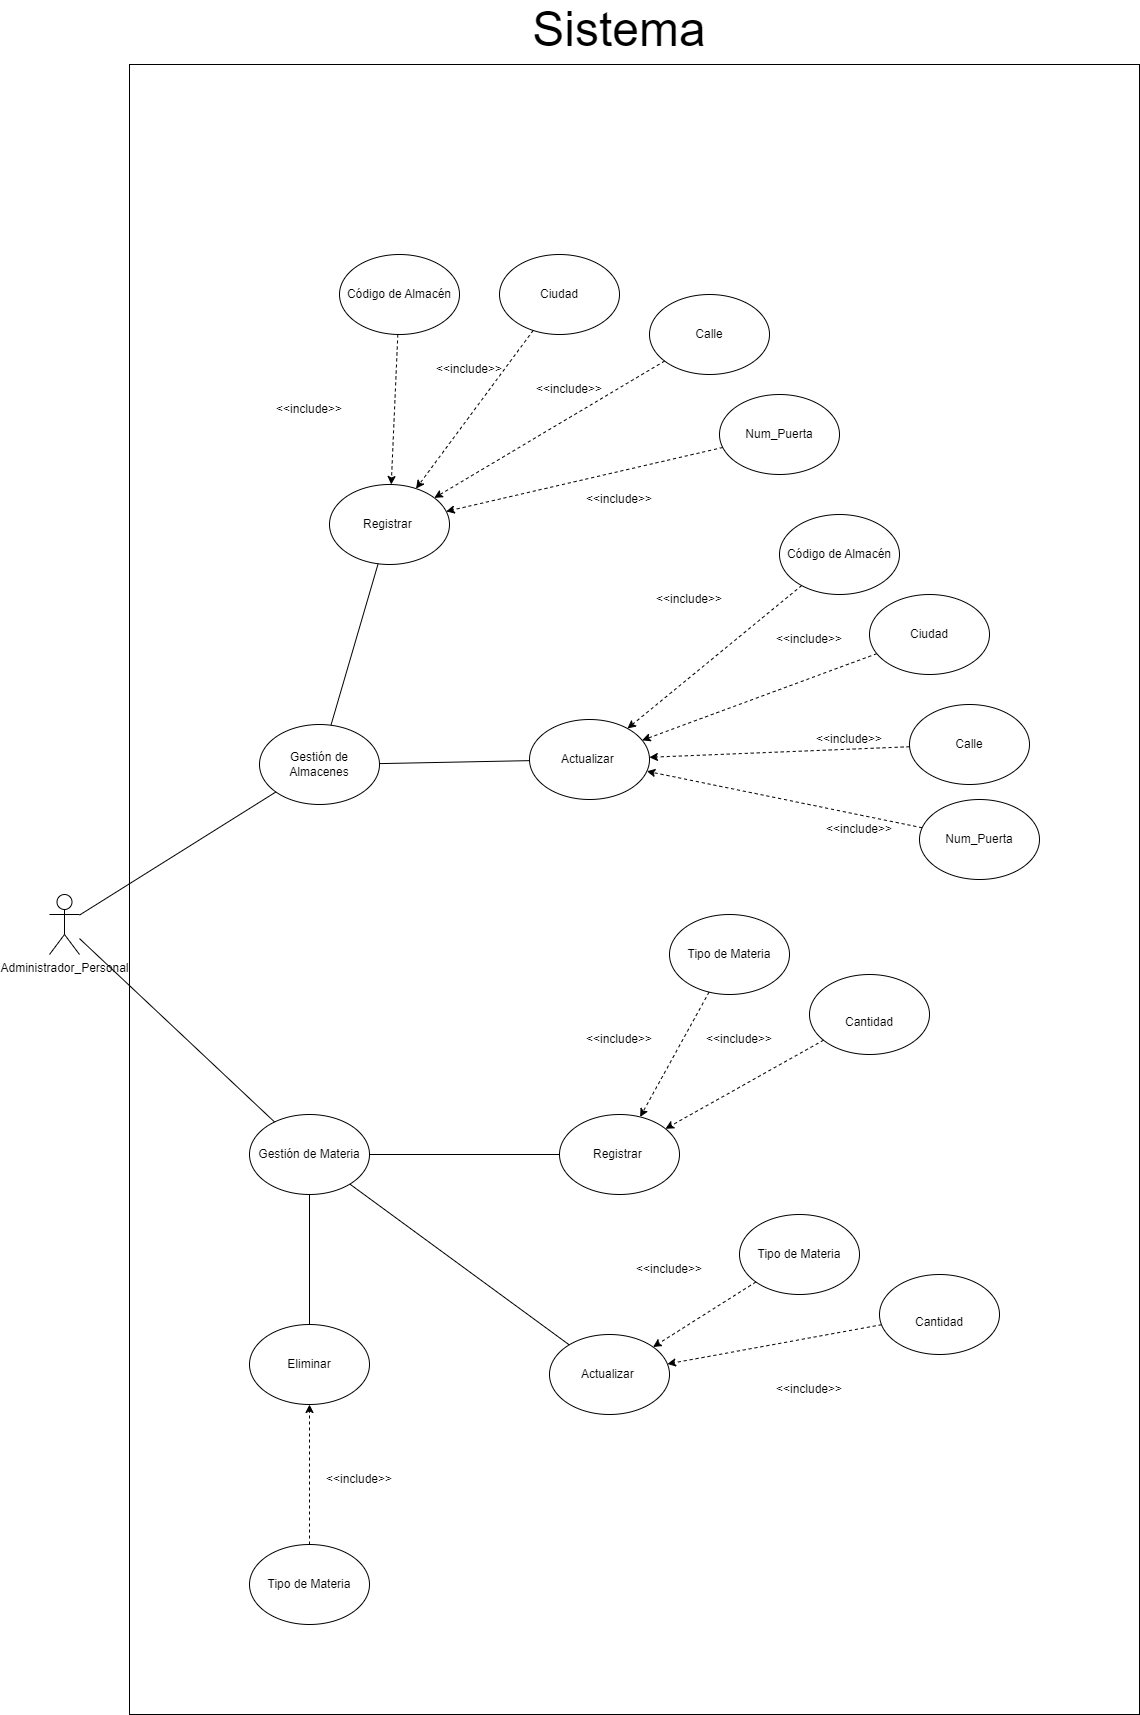 Sistema
Código de Almacén
Ciudad
Calle
<<include>>
<<include>>
<<include>>
Num_Puerta
<<include>>
Registrar
Código de Almacén
<<include>>
Ciudad
<<include>>
Calle
<<include>>
Gestión de
Almacenes
Actualizar
<<include>>
Num_Puerta
Administrador_Personal
Tipo de Materia
Cantidad
<<include>>
<<include>>
Gestión de Materia
Registrar
Tipo de Materia
<<include>>
Cantidad
Eliminar
Actualizar
<<include>>
<<include>>
Tipo de Materia